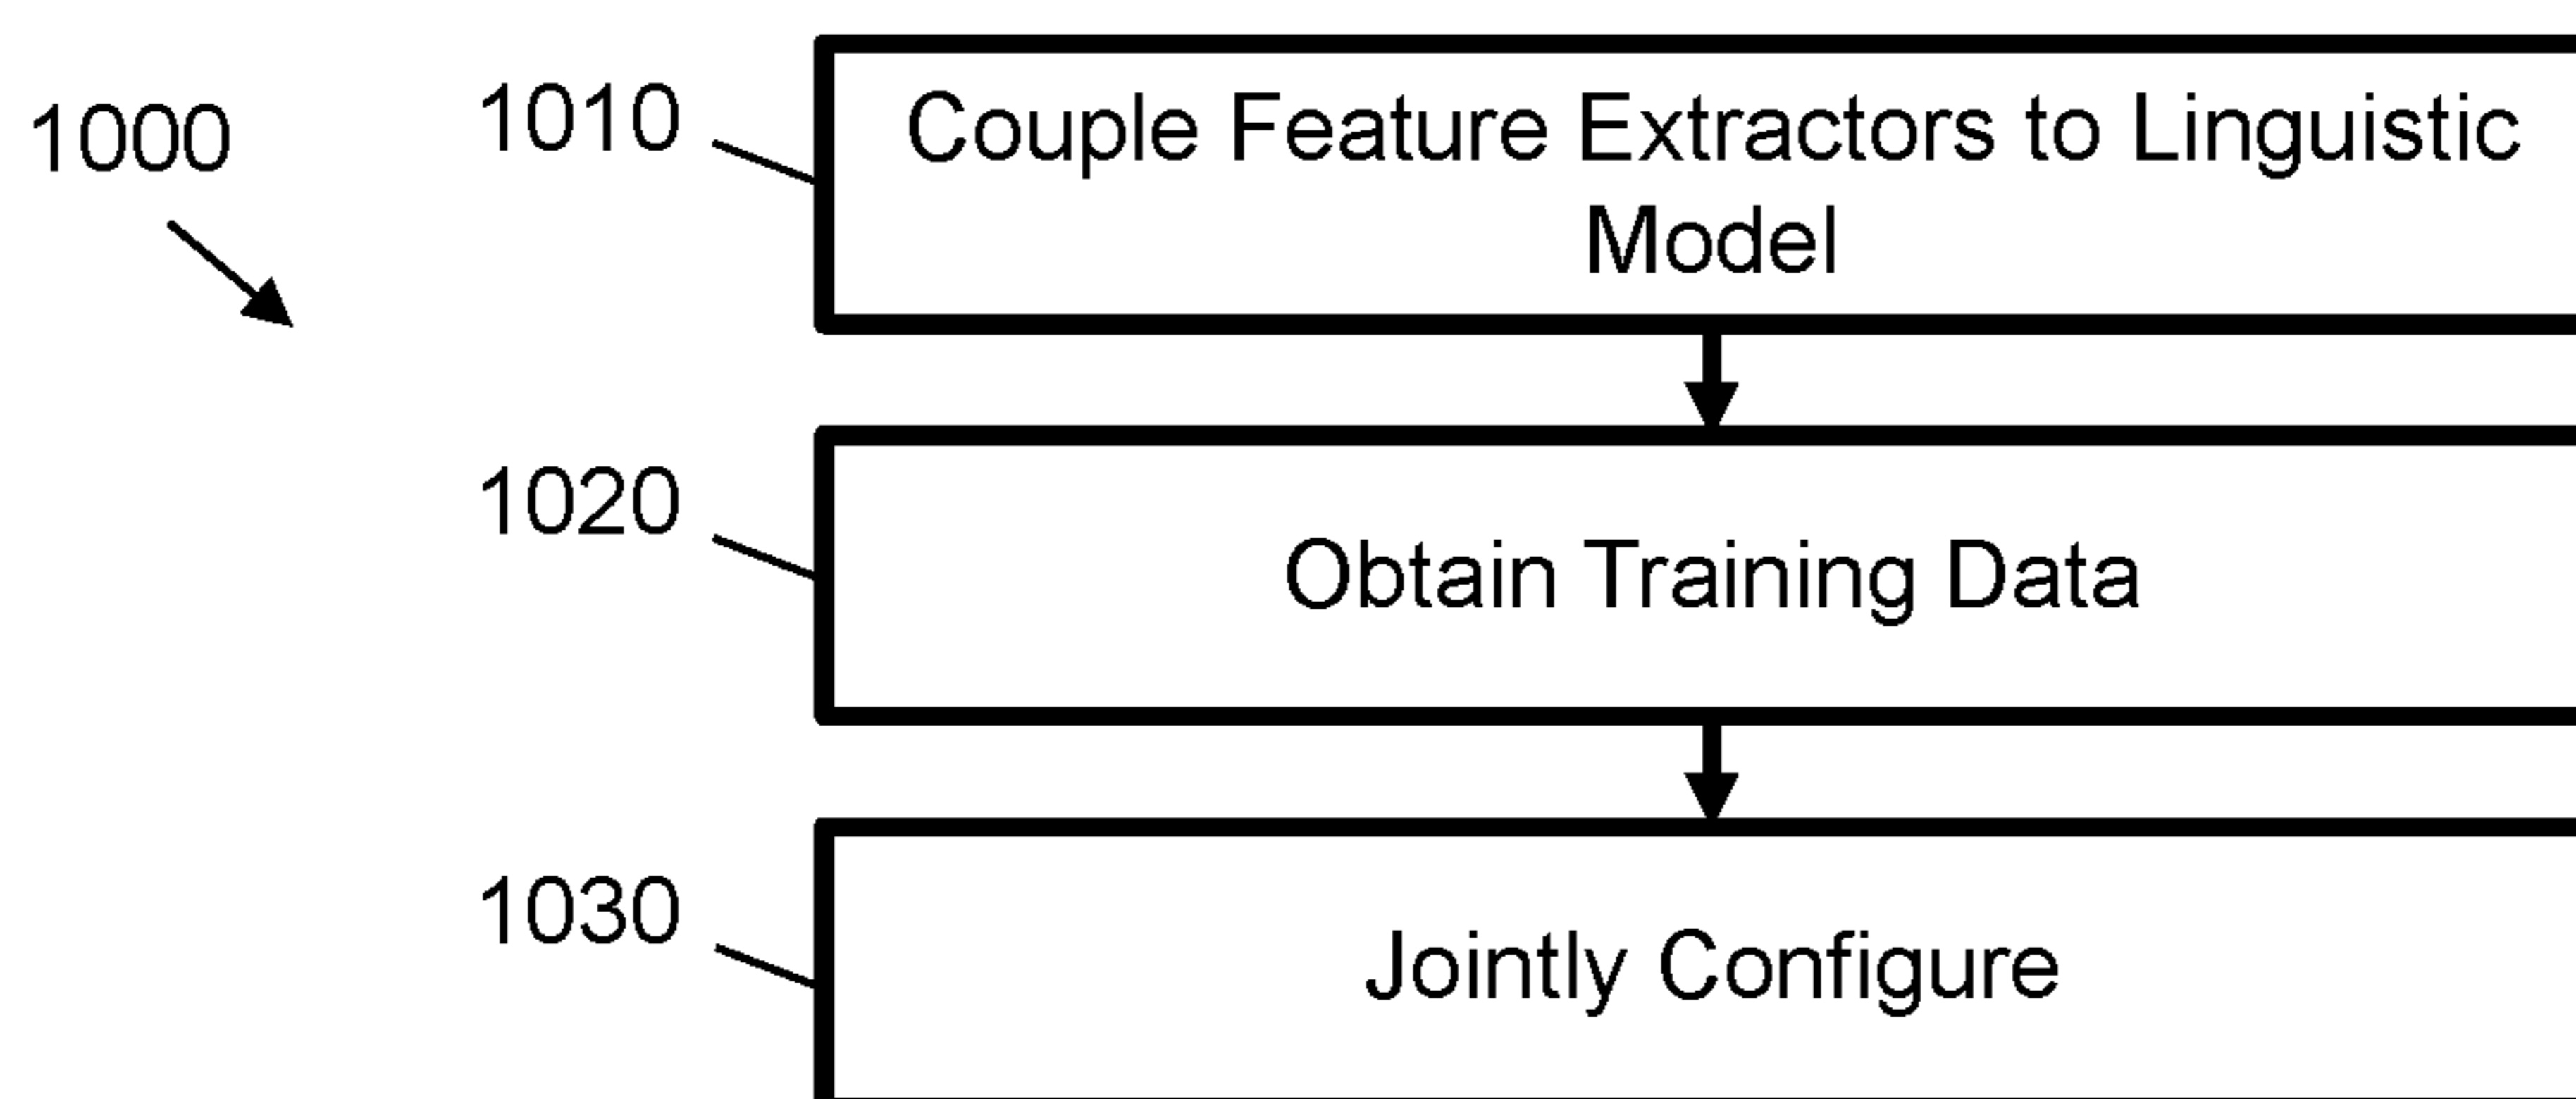 1000
1010
Couple Feature Extractors to Linguistic
Model
1020
Obtain Training Data
1030
Jointly Configure